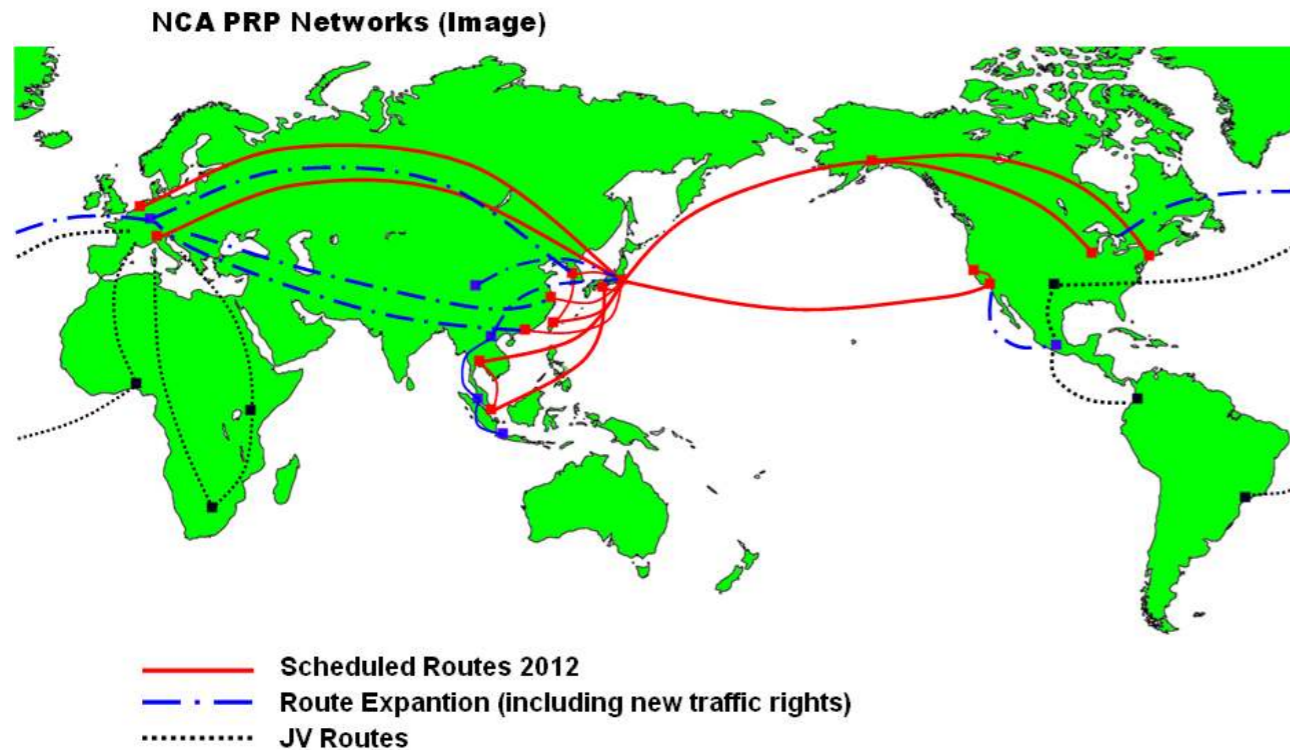 NCA PRP Networks (Image)
Scheduled Routes 2012
Route Expantion (including new traffic rights)
JV Routes